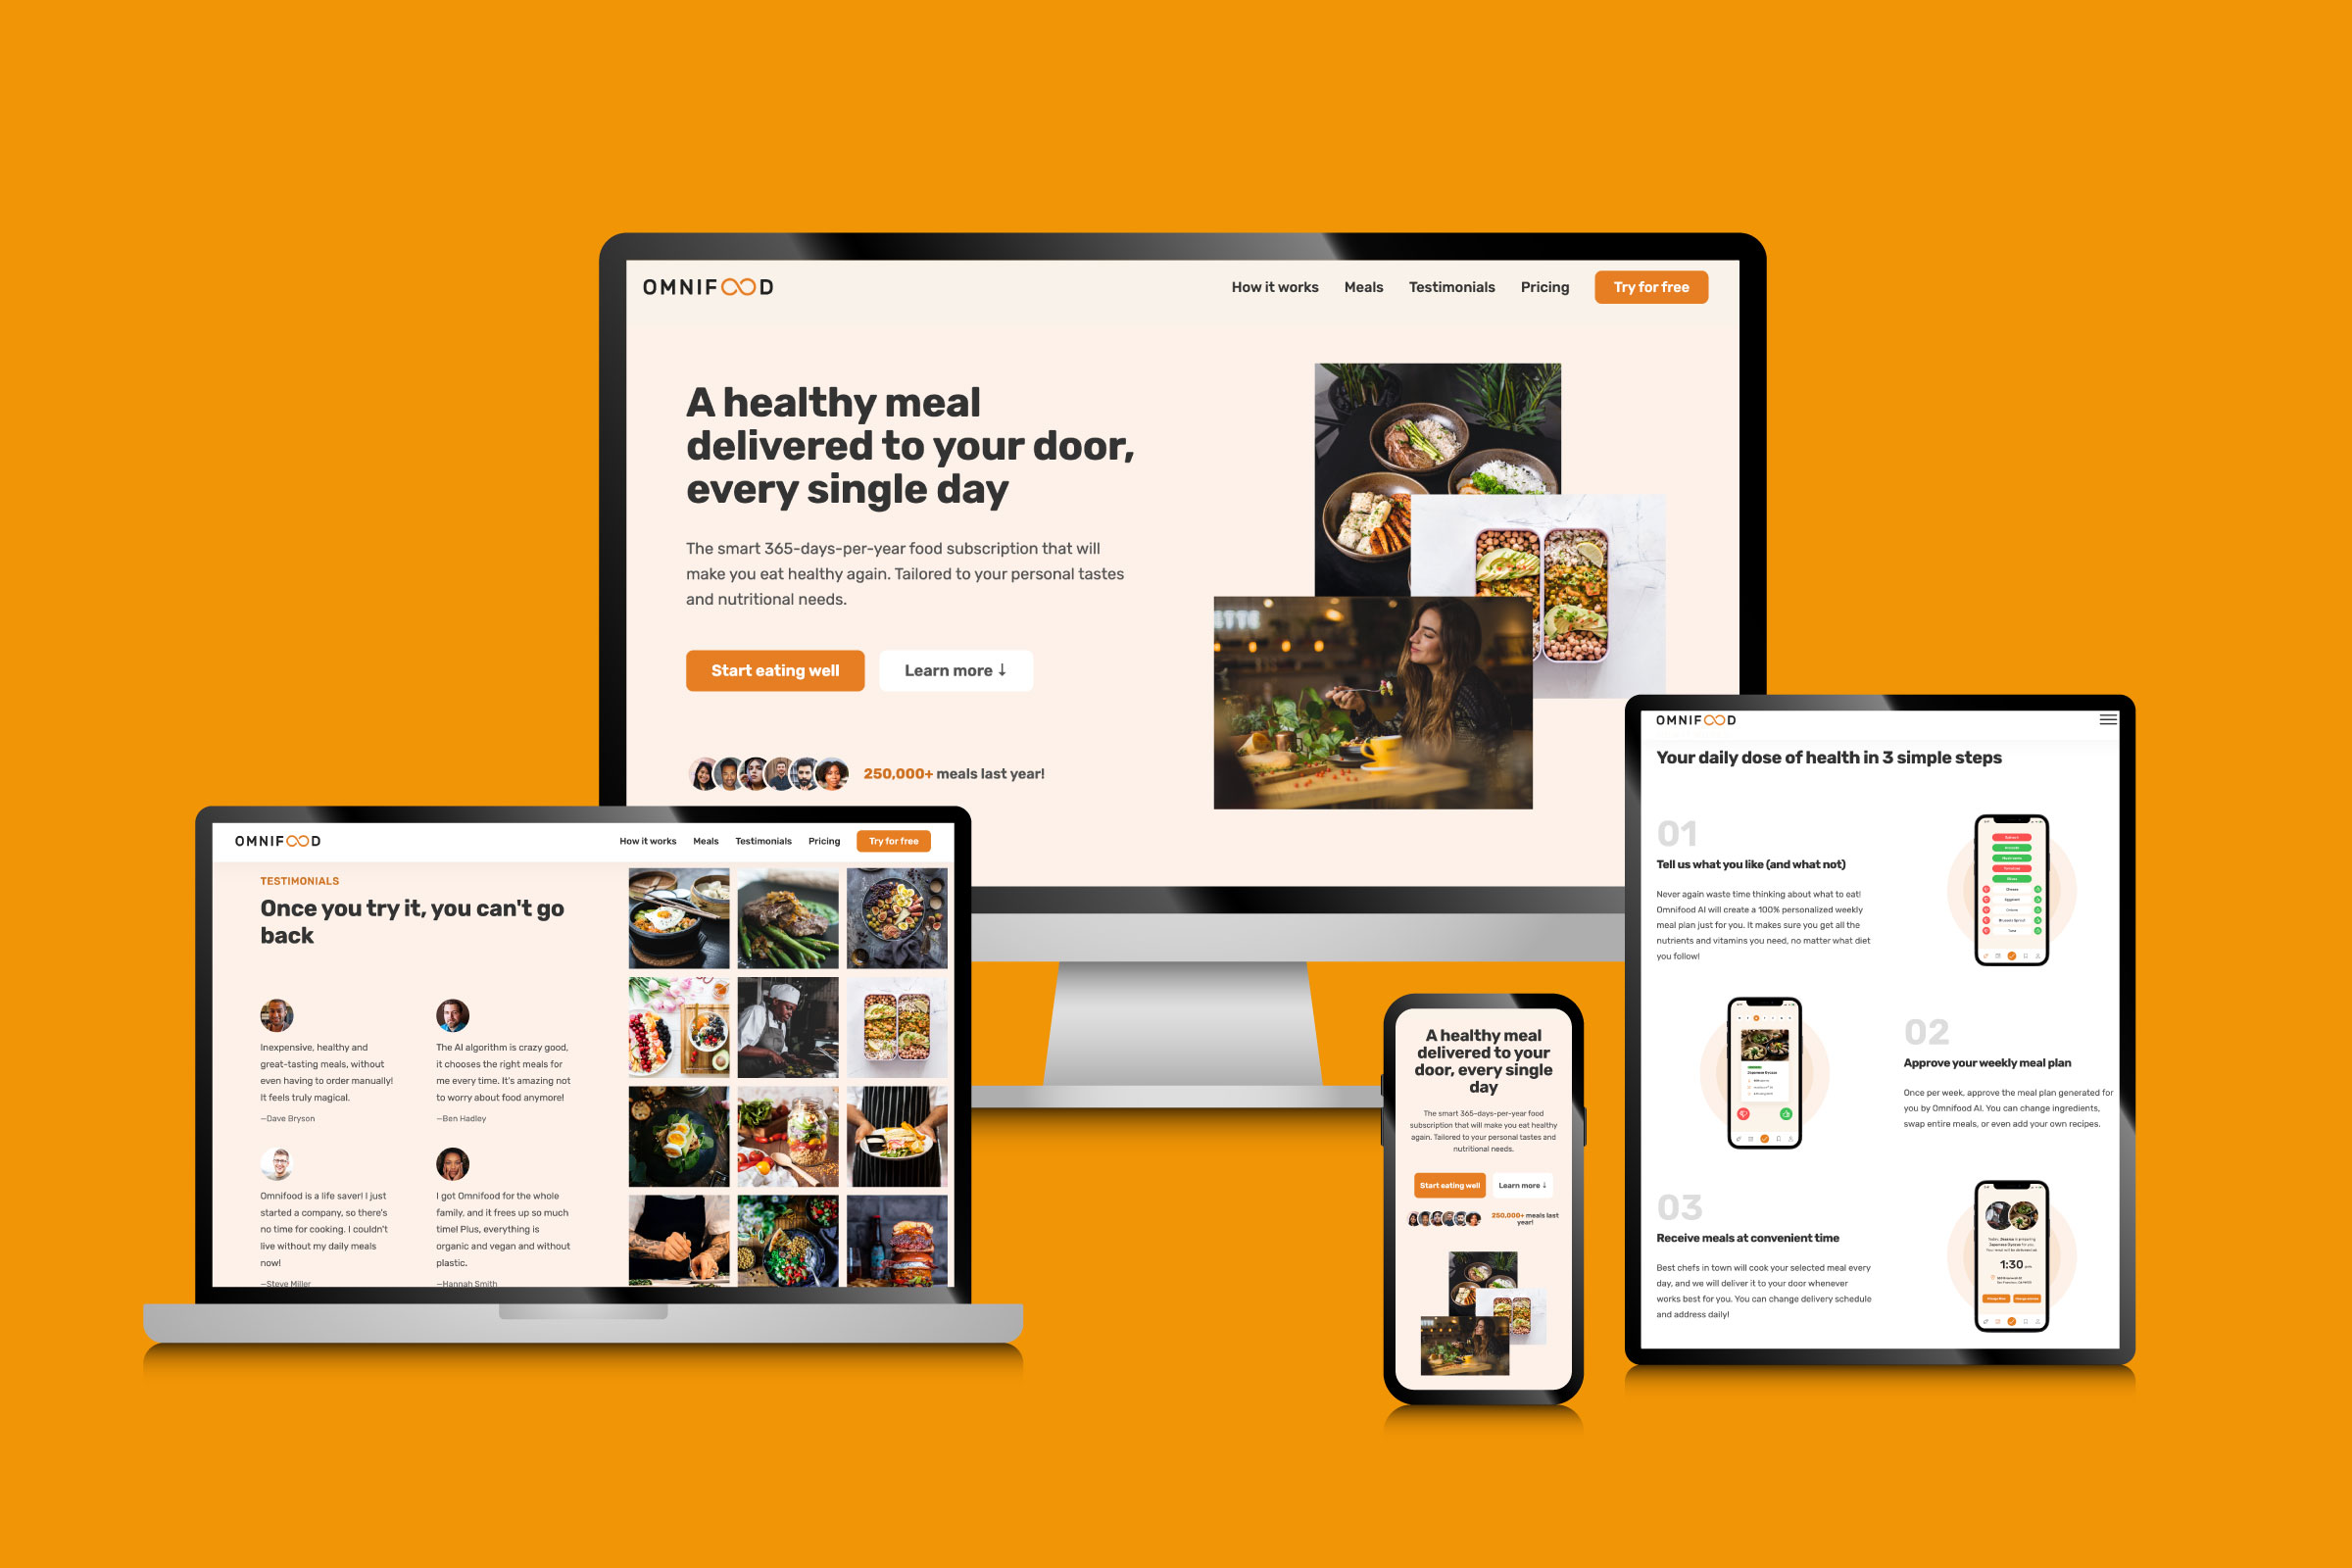 OMNIFOOD
How it works Meals Testimonials Pricing Try for free
A healthy meal
delivered to your door,
every single day
The smart 365-days-per-year food subscription that will
make you eat healthy again. Tailored to your personal tastes
and nutritional needs.
Start eating well Learn more ↓
250,000+ meals last year!
OMNIFOOD
How it works Meals Testimonials Pricing Try for free
TESTIMONIALS
Once you try it, you can't go
back
Inexpensive, healthy and
great-tasting meals, without
even having to order manually!
It feels truly magical.
—Dave Bryson
The AI algorithm is crazy good,
it chooses the right meals for
me every time. It's amazing not
to worry about food anymore!
—Ben Hadley
Omnifood is a life saver! I just
started a company, so there's
no time for cooking. I couldn't
live without my daily meals
now!
—Steve Miller
I got Omnifood for the whole
family, and it frees up so much
time! Plus, everything is
organic and vegan and without
plastic.
—Hannah Smith
A healthy meal
delivered to your
door, every single
day
The smart 365-days-per-year food
subscription that will make you eat healthy
again. Tailored to your personal tastes and
nutritional needs.
Start eating well Learn more ↓
250,000+ meals last
year!
OMNIFOOD
Your daily dose of health in 3 simple steps
01
Tell us what you like (and what not)
Never again waste time thinking about what to eat!
Omnifood AI will create a 100% personalized weekly
meal plan just for you. It makes sure you get all the
nutrients and vitamins you need, no matter what diet
you follow!
02
Approve your weekly meal plan
Once per week, approve the meal plan generated for
you by Omnifood AI. You can change ingredients,
swap entire meals, or even add your own recipes.
03
Receive meals at convenient time
Best chefs in town will cook your selected meal every
day, and we will deliver it to your door whenever
works best for you. You can change delivery schedule
and address daily!
1:30